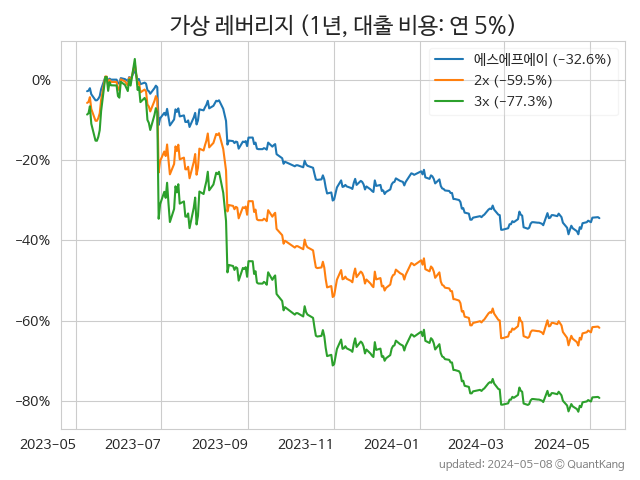 가상 레버리지 (1년, 대출 비용: 연 5%)
에스에프에이 (−32.6%)
2x (−59.5%)
3x (−77.3%)
0%
−20%
−40%
−60%
−80%
2023-05 2023-07 2023-09 2023-11 2024-01 2024-03 2024-05
updated: 2024-05-08 © QuantKang